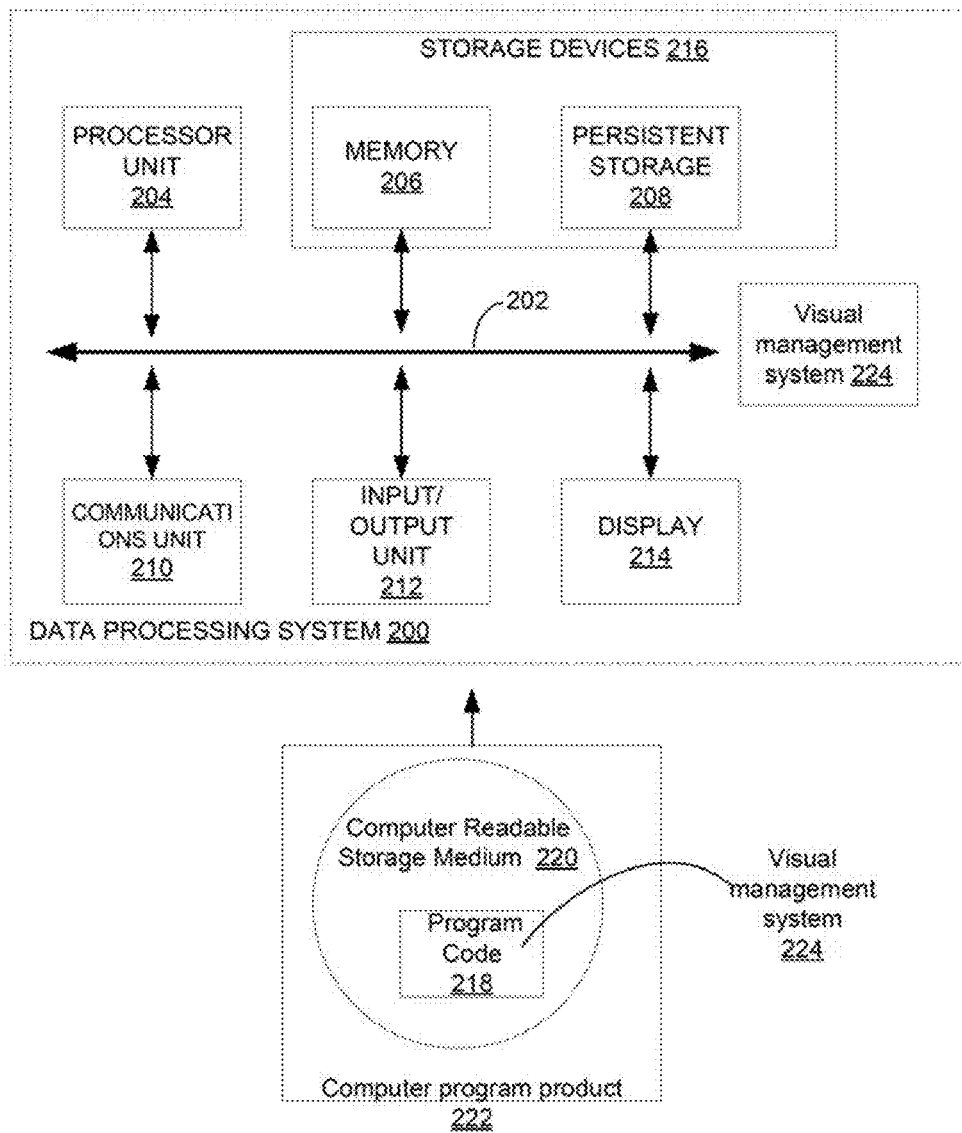 STORAGE DEVICES 216
PROCESSOR
UNIT
204
MEMORY
206
PERSISTENT
STORAGE
208
202
Visual
management
system 224
COMMUNICATI
ONS UNIT
210
INPUT/
OUTPUT
UNIT
212
DISPLAY
214
DATA PROCESSING SYSTEM 200
Computer Readable
Storage Medium 220
Program
Code
218
Visual
management
system
224
Computer program product
222